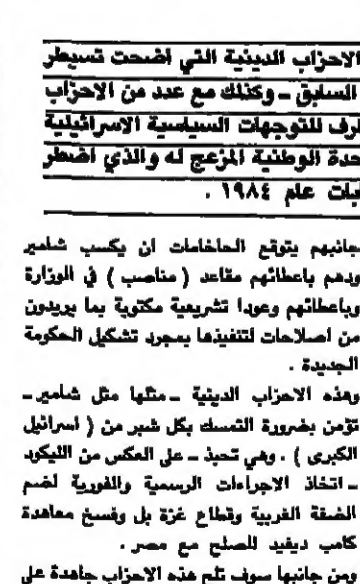 الاحزاب الدينية التي اضحت تسيطر
السابق ـ وكذلك مع عدد من الاحزاب
رف للتوجهات السياسية الاسرائيلية
حدة الوطنية المزعج له والذي اضطر
بات عام ١٩٨٤ .
جانبهم يتوقع الحاخامات ان يكسب شامير
ودهم باعطائهم مقاعد ( مناصب ) في الوزارة
وباعطائهم وعودا تشريعية مكتوبة بما يريدون
من اصلاحات لتنفيذها بمجرد تشكيل الحكومة
الجديدة .
وهذه الاحزاب الدينية ـ مثلها مثل شامير ـ
تؤمن بضرورة التمسك بكل شبر من ( اسرائيل
الكبرى ) . وهي تحبذ ـ على العكس من الليكود
ـ اتخاذ الاجراءات الرسمية والفورية لضم
الضفة الغربية وقطاع غزة بل وفسخ معاهدة
كامب ديفيد للصلح مع مصر .
ومن جانبها سوف تلح هذه الاحزاب جاهدة على